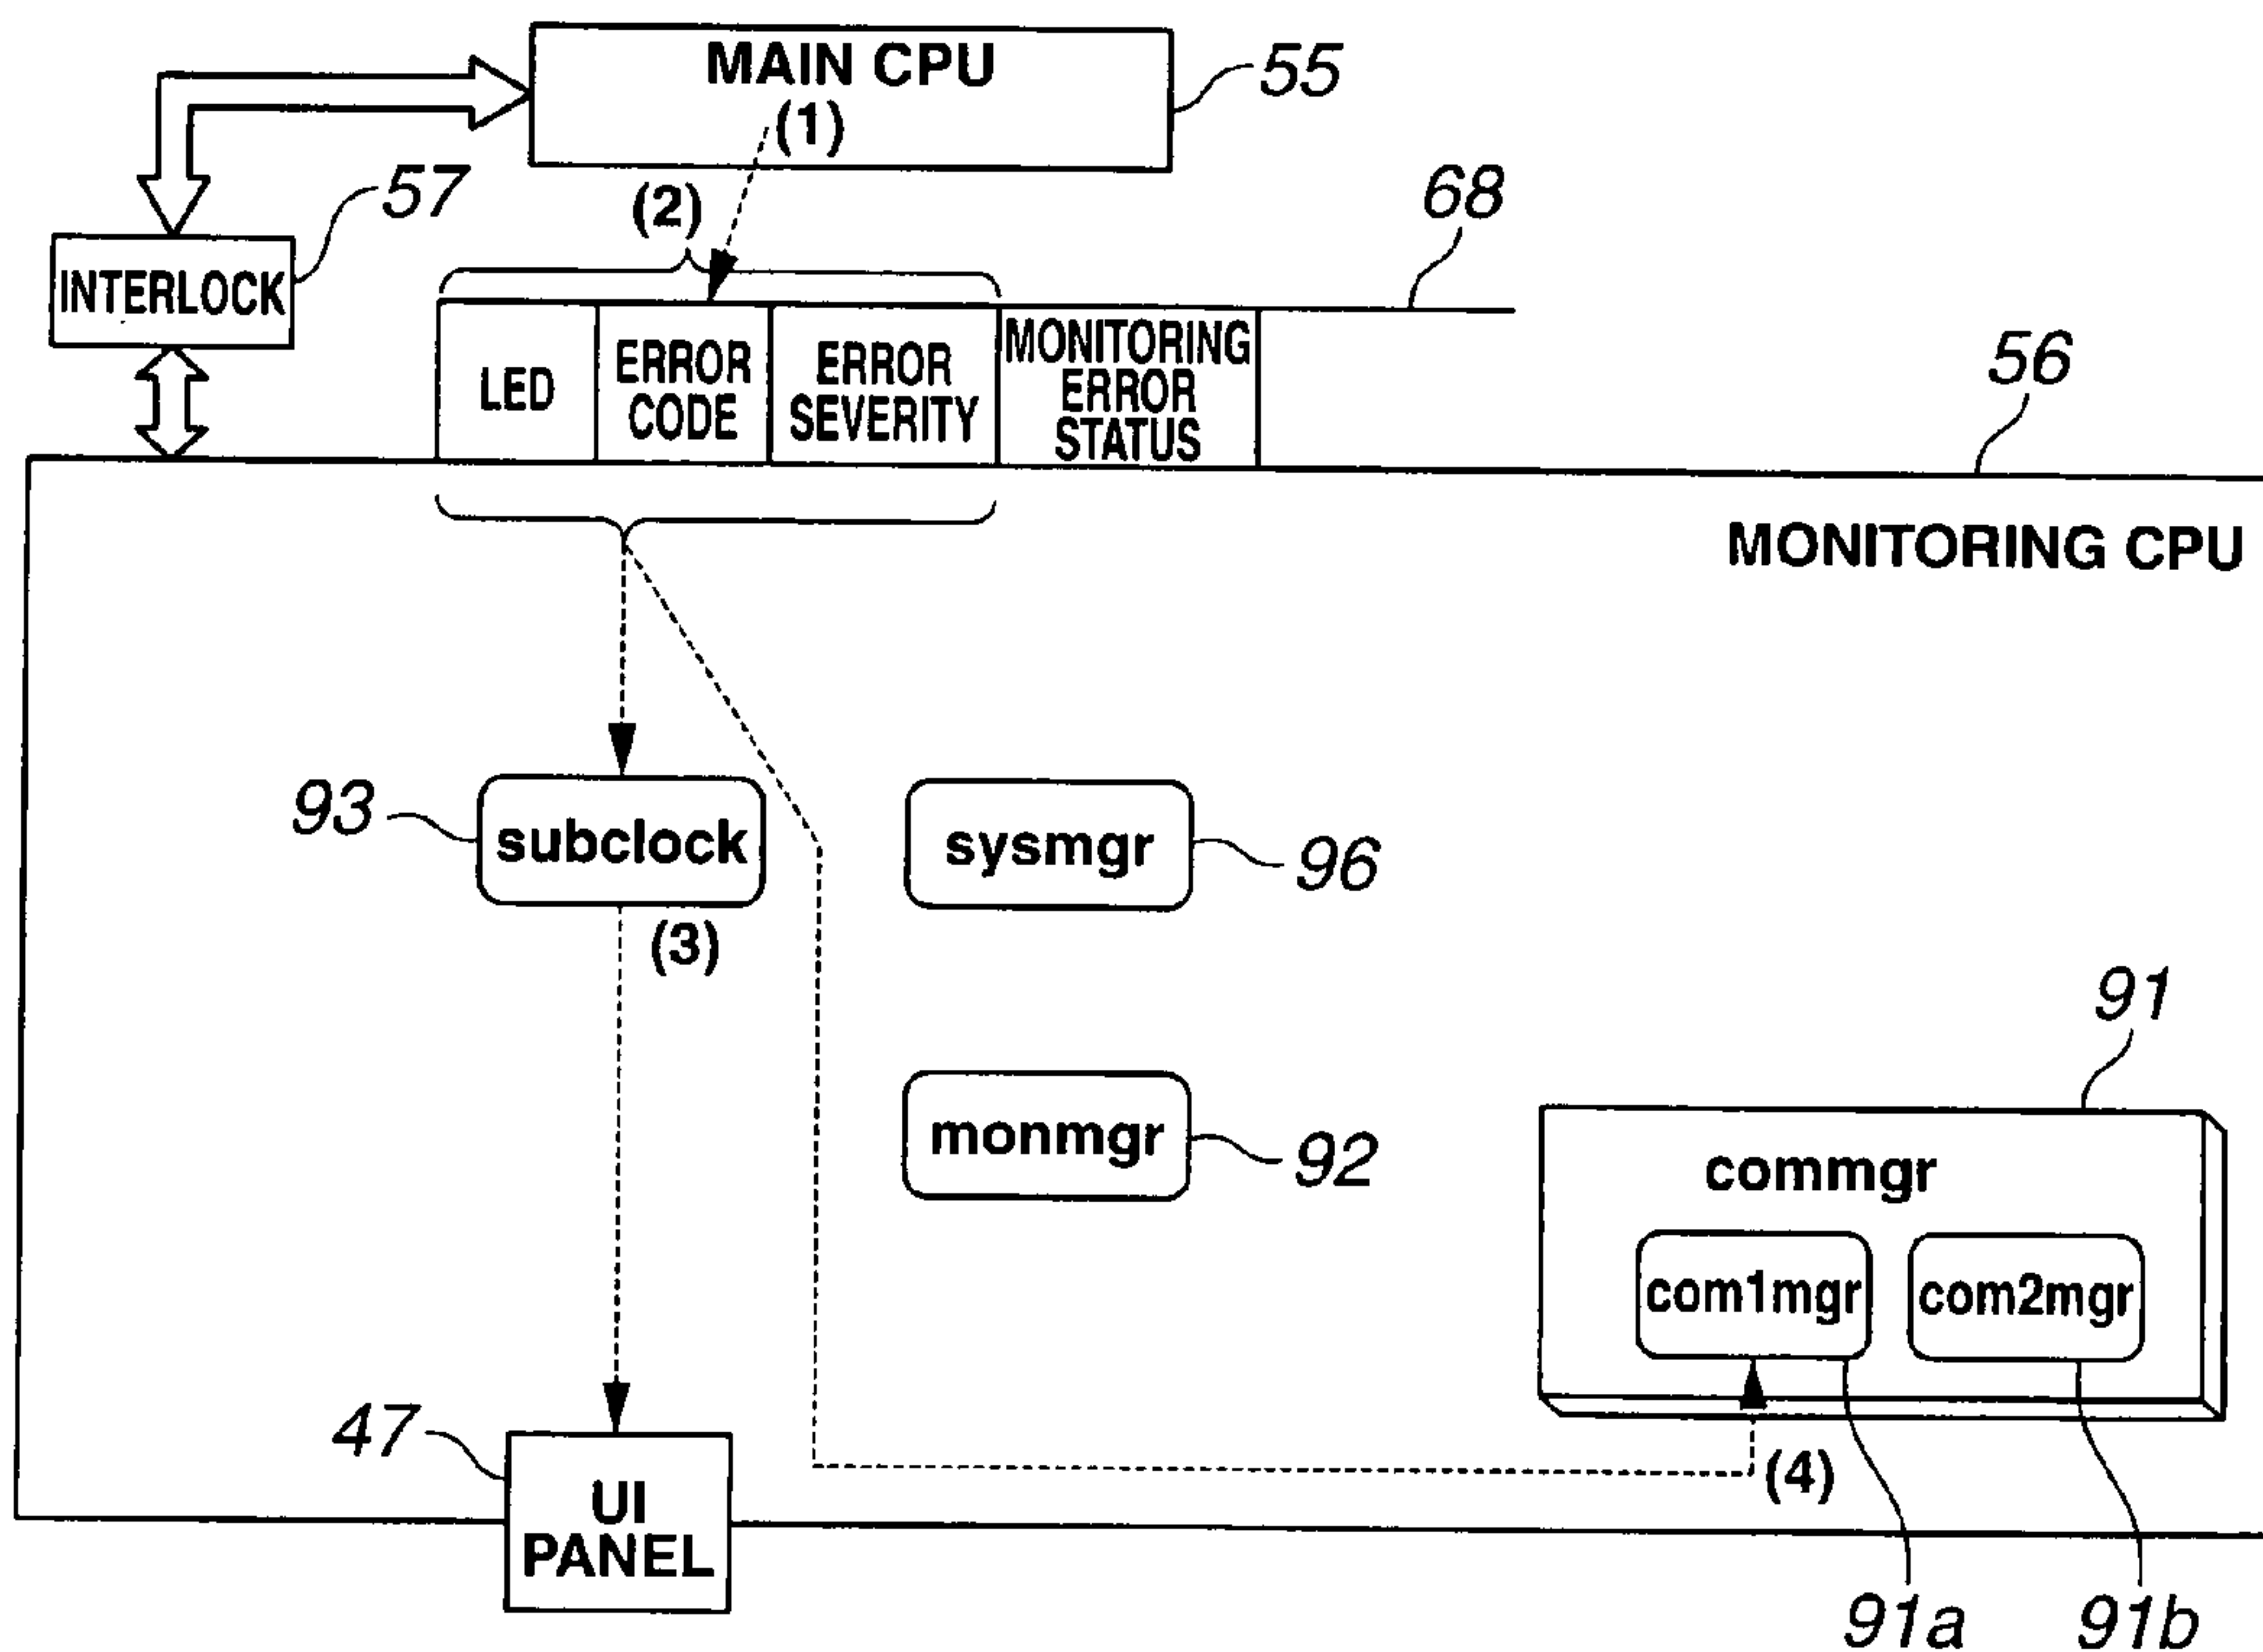 MAIN CPU
(1)
55
57
(2)
68
INTERLOCK
LED
ERROR
CODE
ERROR
SEVERITY
MONITORING
ERROR
STATUS
56
MONITORING CPU
93
subclock
sysmgr
96
(3)
91
monmgr
92
commgr
com1mgr
com2mgr
47
(4)
UI
PANEL
91a
91b